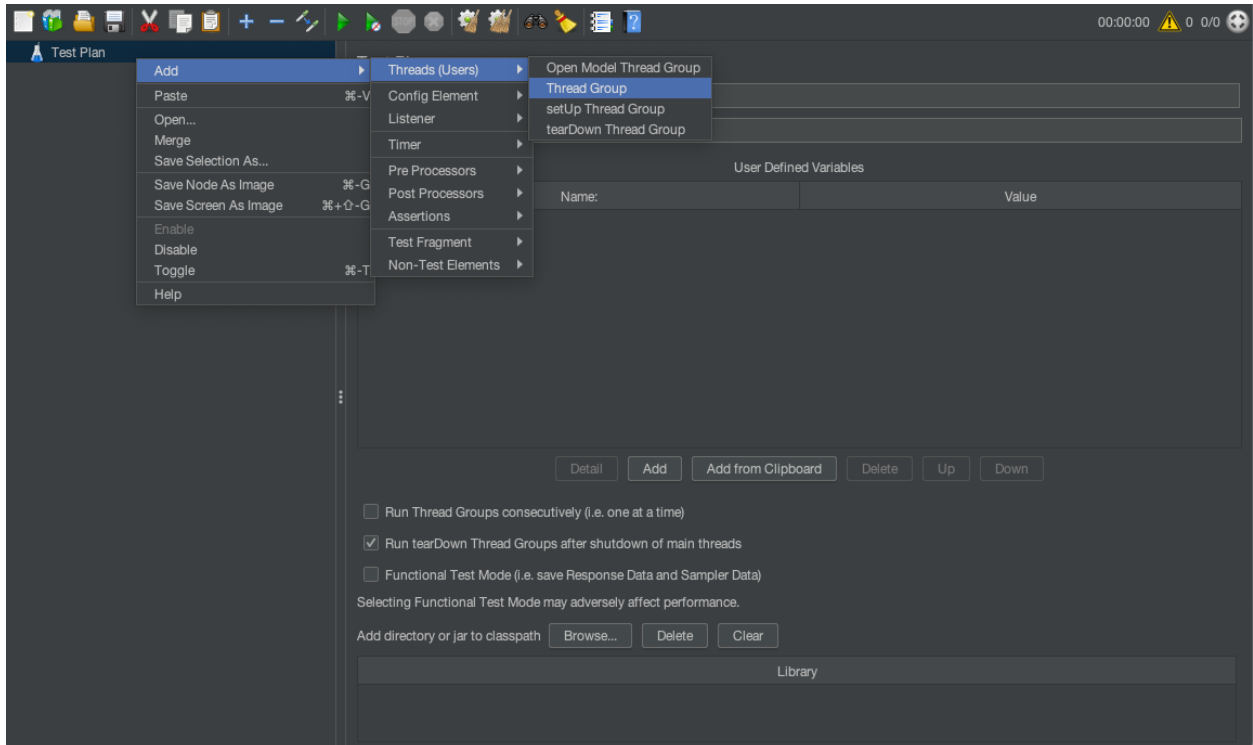 STOP
00:00:00 0 0/0
Test Plan
Add
Paste ⌘-V
Open...
Merge
Save Selection As...
Save Node As Image ⌘-G
Save Screen As Image ⌘+⇧-G
Enable
Disable
Toggle ⌘-T
Help
Threads (Users)
Config Element
Listener
Timer
Pre Processors
Post Processors
Assertions
Test Fragment
Non-Test Elements
Open Model Thread Group
Thread Group
setUp Thread Group
tearDown Thread Group
User Defined Variables
Name: Value
Detail Add Add from Clipboard Delete Up Down
Run Thread Groups consecutively (i.e. one at a time)
Run tearDown Thread Groups after shutdown of main threads
Functional Test Mode (i.e. save Response Data and Sampler Data)
Selecting Functional Test Mode may adversely affect performance.
Add directory or jar to classpath Browse... Delete Clear
Library